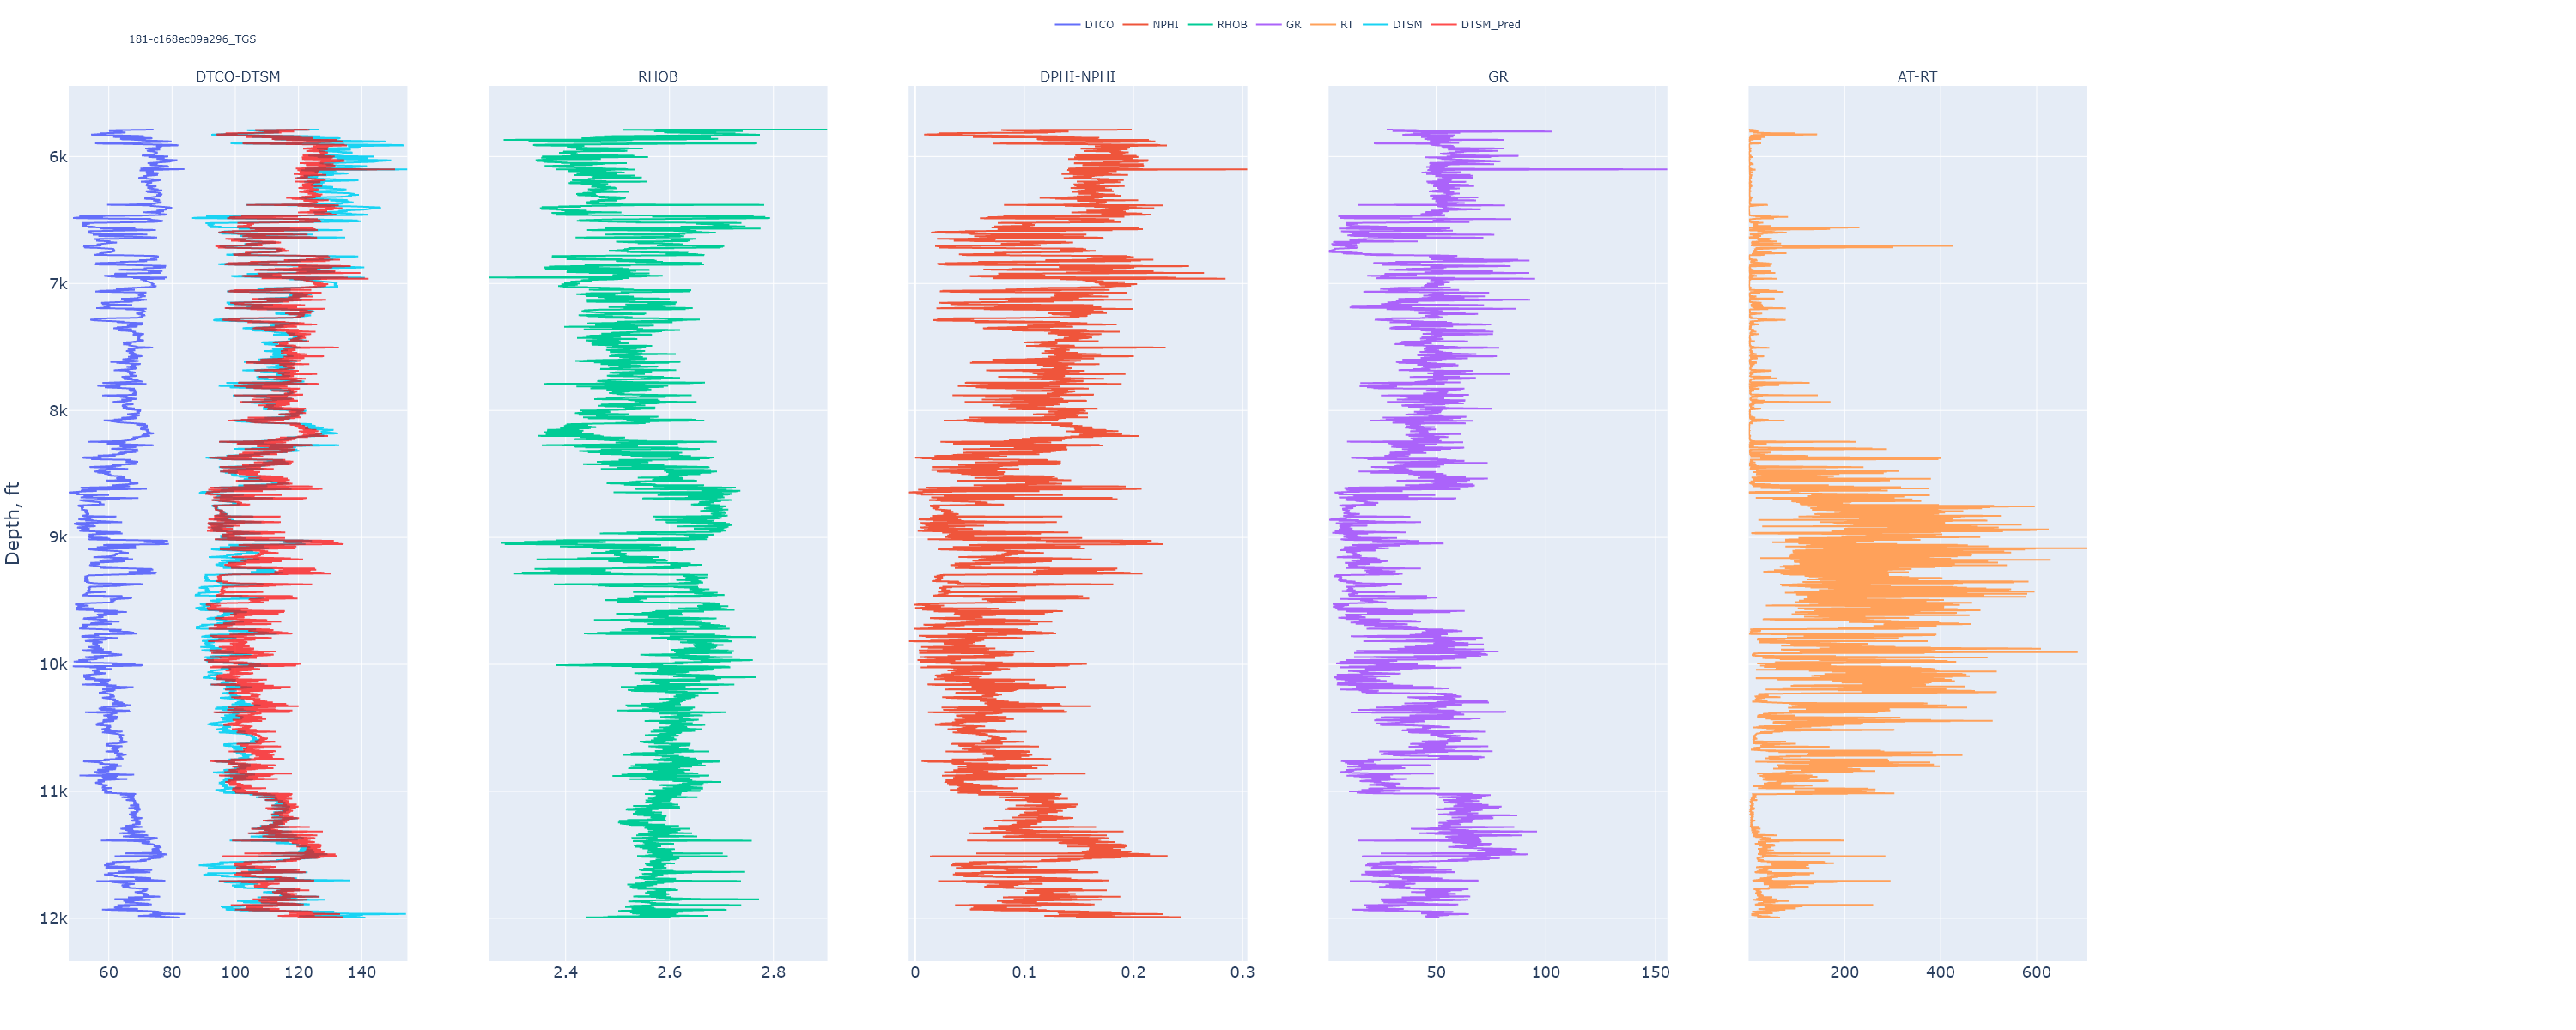 DTCO NPHI RHOB GR RT DTSM DTSM_Pred
181-c168ec09a296_TGS
DTCO-DTSM RHOB DPHI-NPHI GR AT-RT
Depth, ft
6k
7k
8k
9k
10k
11k
12k
60 80 100 120 140 2.4 2.6 2.8 0 0.1 0.2 0.3 50 100 150 200 400 600